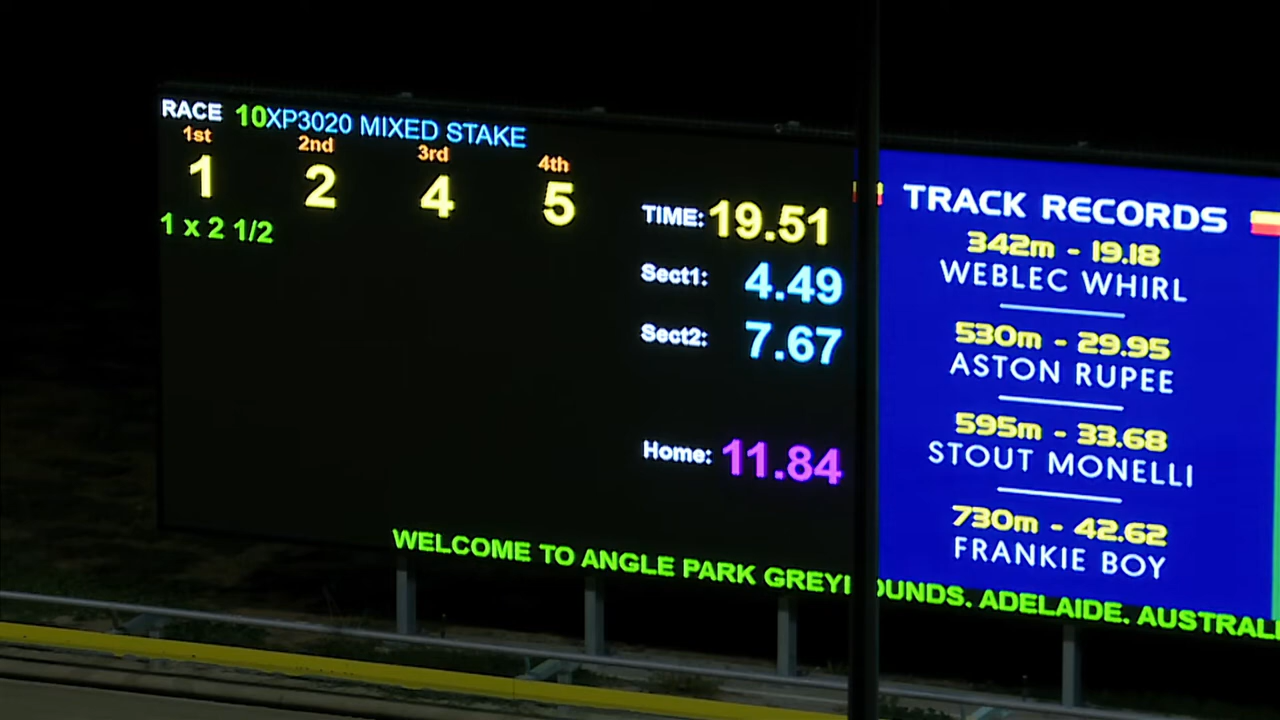 RACE 10XP3020 MIXED STAKE
1st 2nd 3rd 4th
1 2 4 5
1 x 2 1/2
TIME: 19.51
Sect1: 4.49
Sect2: 7.67
Home: 11.84
TRACK RECORDS
342m - 19.18
WEBLEC WHIRL
530m - 29.95
ASTON RUPEE
595m - 33.68
STOUT MONELLI
730m - 42.62
FRANKIE BOY
WELCOME TO ANGLE PARK GREYHOUNDS. ADELAIDE. AUSTRAL